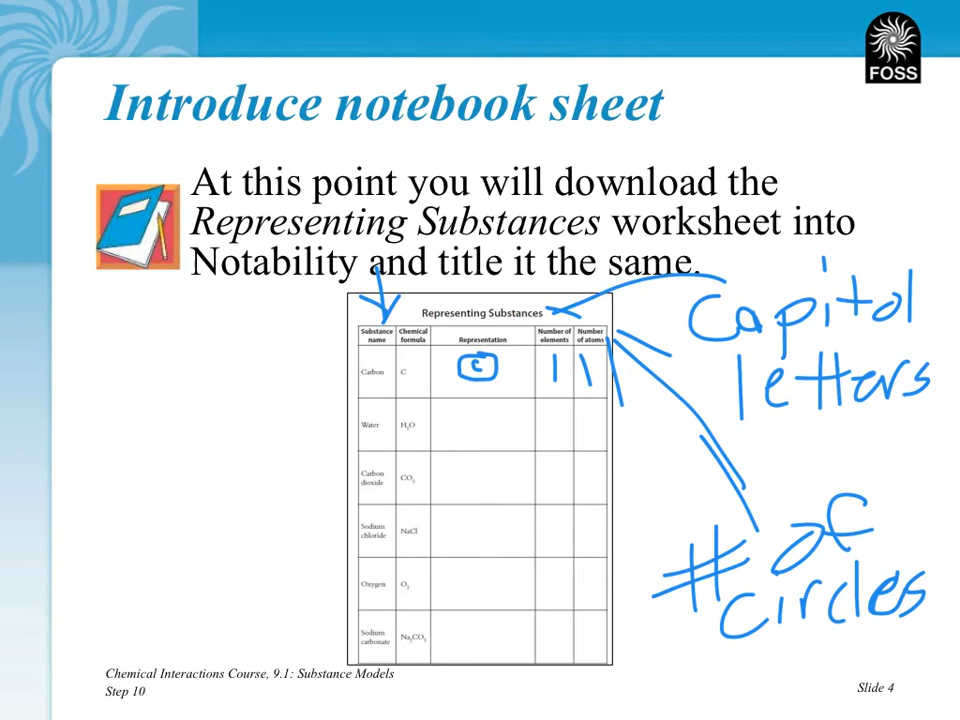 FOSS
Introduce notebook sheet
At this point you will download the
Representing Substances worksheet into
Notability and title it the same.
Representing Substances
Substance name Chemical formula Representation Number of elements Number of atoms
Carbon C C 1 1
Water H₂O
Carbon dioxide CO₂
Sodium chloride NaCl
Oxygen O₂
Sodium carbonate Na₂CO₃
Capitol
letters
# of
circles
Chemical Interactions Course, 9.1: Substance Models
Step 10
Slide 4